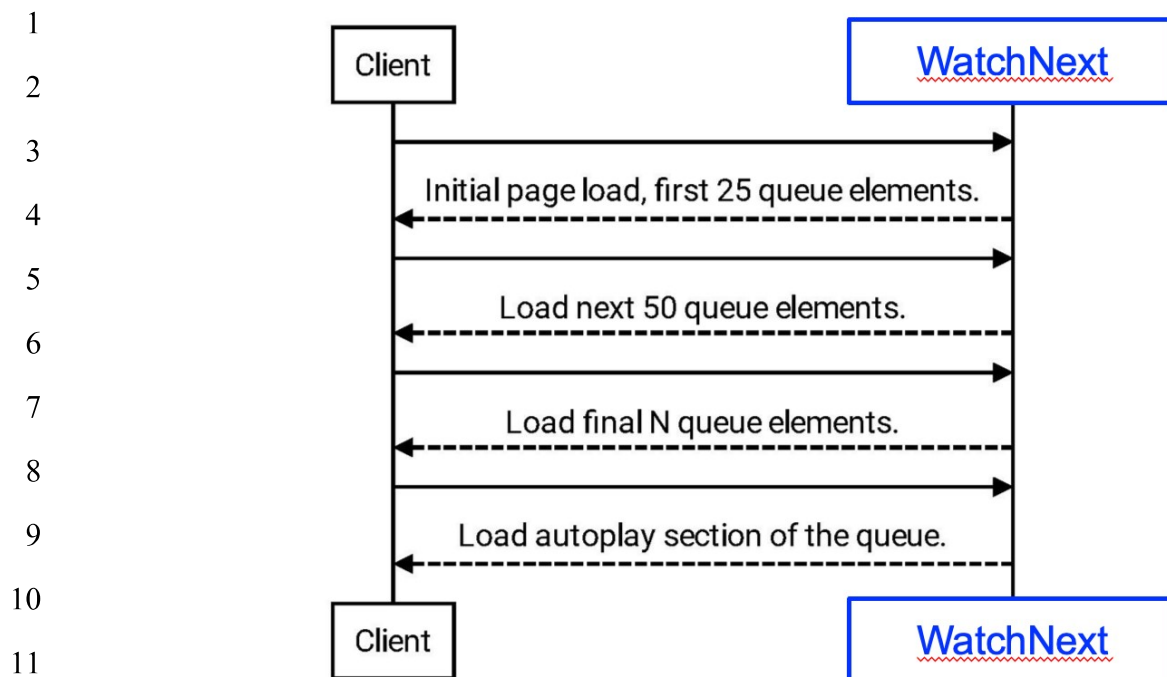 1
Client WatchNext
2
3
Initial page load, first 25 queue elements.
4
5
Load next 50 queue elements.
6
7
Load final N queue elements.
8
9
Load autoplay section of the queue.
10
Client WatchNext
11